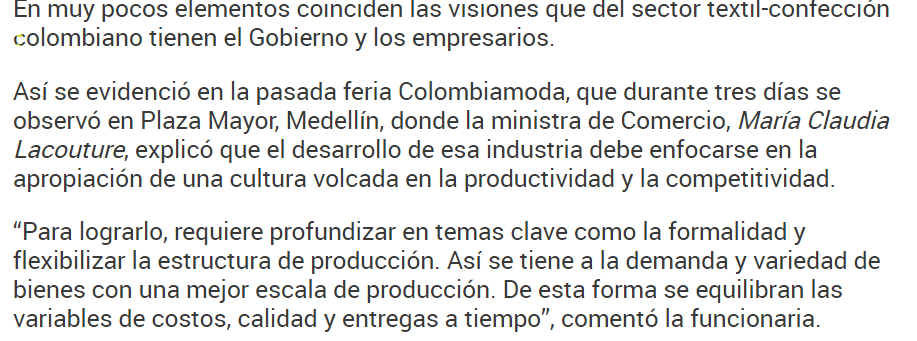 En muy pocos elementos coinciden las visiones que del sector textil-confección
colombiano tienen el Gobierno y los empresarios.
Así se evidenció en la pasada feria Colombiamoda, que durante tres días se
observó en Plaza Mayor, Medellín, donde la ministra de Comercio, María Claudia
Lacouture, explicó que el desarrollo de esa industria debe enfocarse en la
apropiación de una cultura volcada en la productividad y la competitividad.
“Para lograrlo, requiere profundizar en temas clave como la formalidad y
flexibilizar la estructura de producción. Así se tiene a la demanda y variedad de
bienes con una mejor escala de producción. De esta forma se equilibran las
variables de costos, calidad y entregas a tiempo”, comentó la funcionaria.